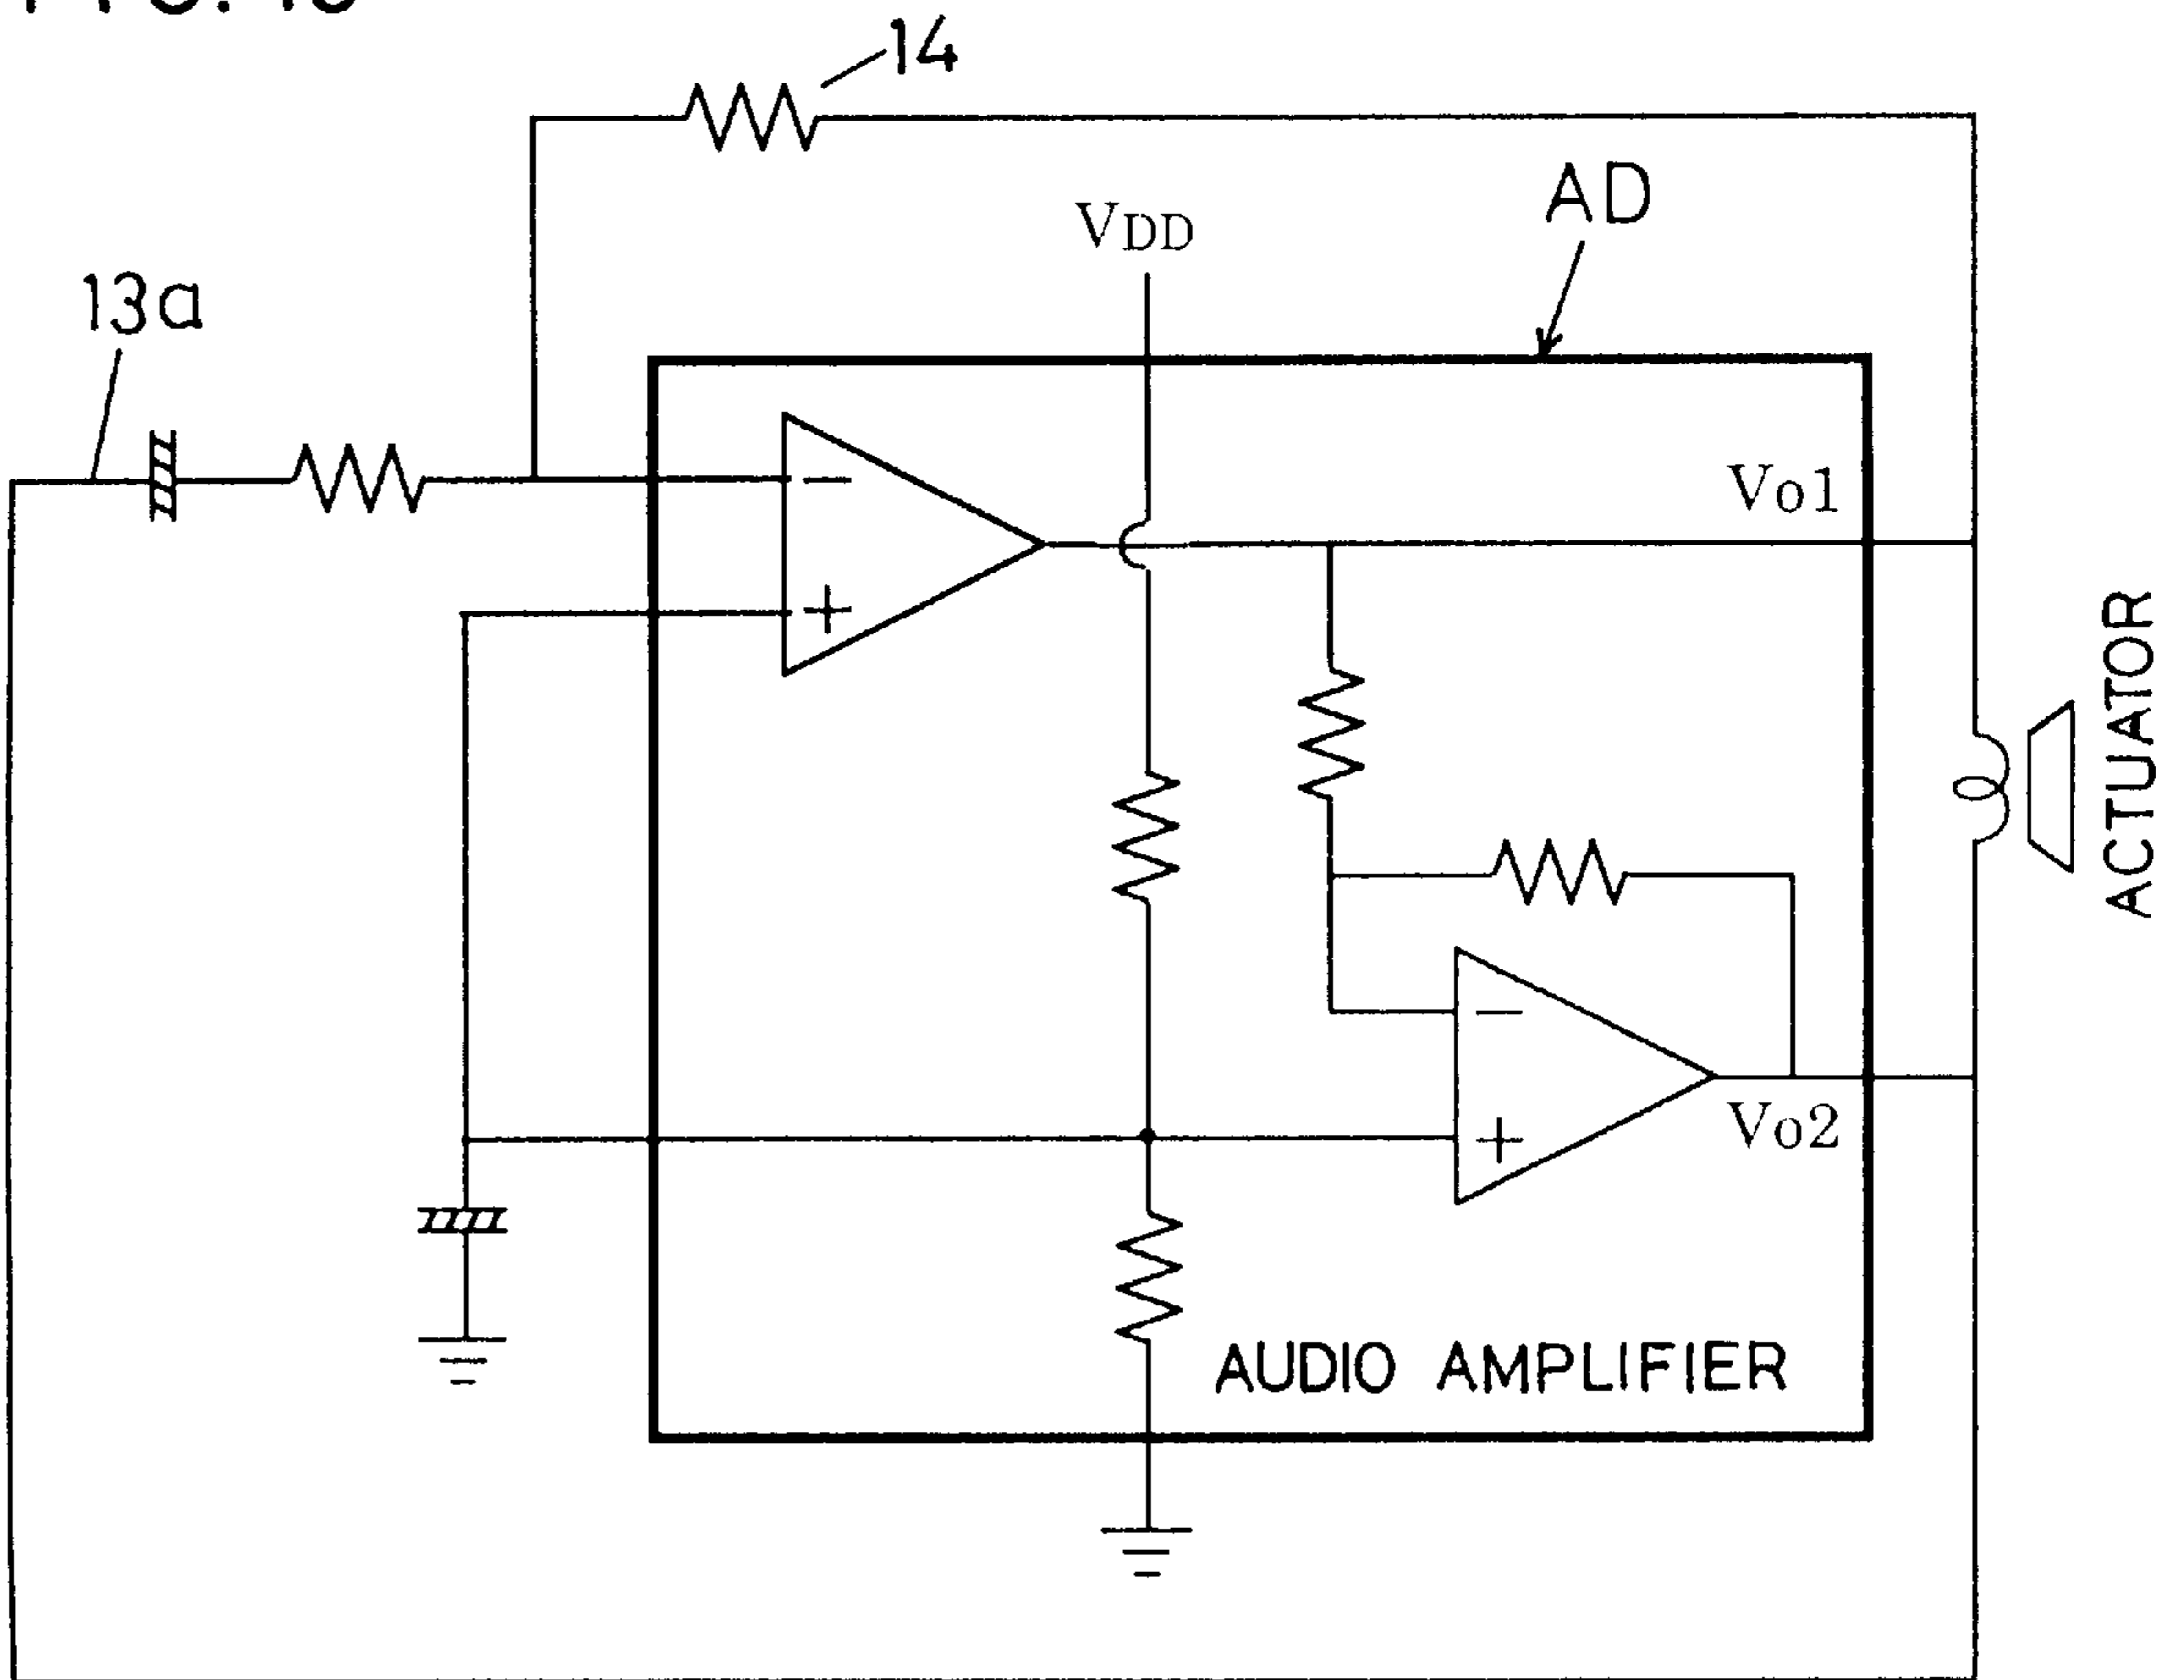 14
AD
VDD
13a
Vo1
ACTUATOR
Vo2
AUDIO AMPLIFIER